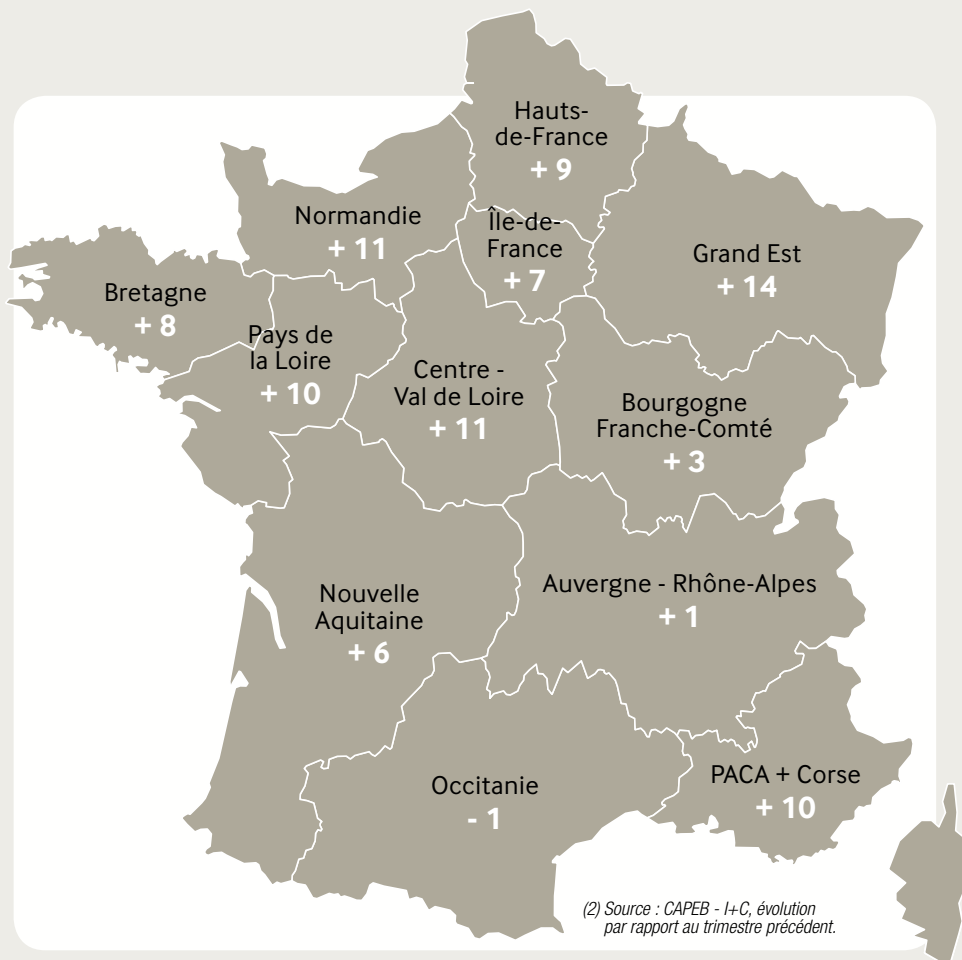 Hauts-
de-France
+ 9
Normandie
+ 11
Île-de-
France
+ 7
Grand Est
+ 14
Bretagne
+ 8
Pays de
la Loire
+ 10
Centre -
Val de Loire
+ 11
Bourgogne
Franche-Comté
+ 3
Nouvelle
Aquitaine
+ 6
Auvergne - Rhône-Alpes
+ 1
Occitanie
- 1
PACA + Corse
+ 10
(2) Source : CAPEB - I+C, évolution
par rapport au trimestre précédent.